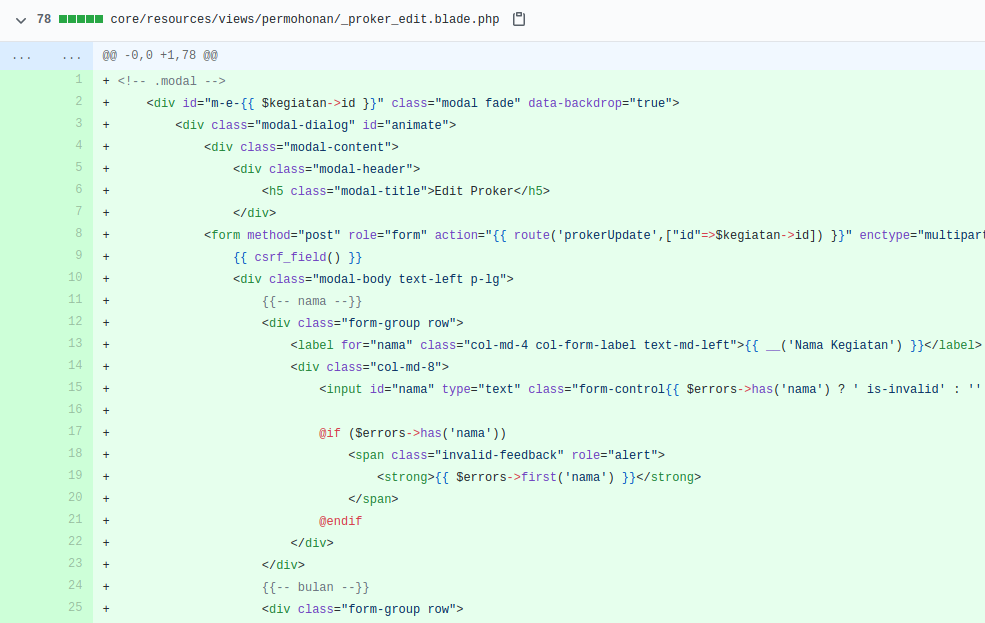 78 core/resources/views/permohonan/_proker_edit.blade.php
... ... @@ -0,0 +1,78 @@
1 + <!-- .modal -->
2 +     <div id="m-e-{{ $kegiatan->id }}" class="modal fade" data-backdrop="true">
3 +         <div class="modal-dialog" id="animate">
4 +             <div class="modal-content">
5 +                 <div class="modal-header">
6 +                     <h5 class="modal-title">Edit Proker</h5>
7 +                 </div>
8 +             <form method="post" role="form" action="{{ route('prokerUpdate',["id"=>$kegiatan->id]) }}" enctype="multipart
9 +                 {{ csrf_field() }}
10 +                 <div class="modal-body text-left p-lg">
11 +                     {{-- nama --}}
12 +                     <div class="form-group row">
13 +                         <label for="nama" class="col-md-4 col-form-label text-md-left">{{ __('Nama Kegiatan') }}</label>
14 +                         <div class="col-md-8">
15 +                             <input id="nama" type="text" class="form-control{{ $errors->has('nama') ? ' is-invalid' : ''
16 +
17 +                             @if ($errors->has('nama'))
18 +                                 <span class="invalid-feedback" role="alert">
19 +                                     <strong>{{ $errors->first('nama') }}</strong>
20 +                                 </span>
21 +                             @endif
22 +                         </div>
23 +                     </div>
24 +                     {{-- bulan --}}
25 +                     <div class="form-group row">